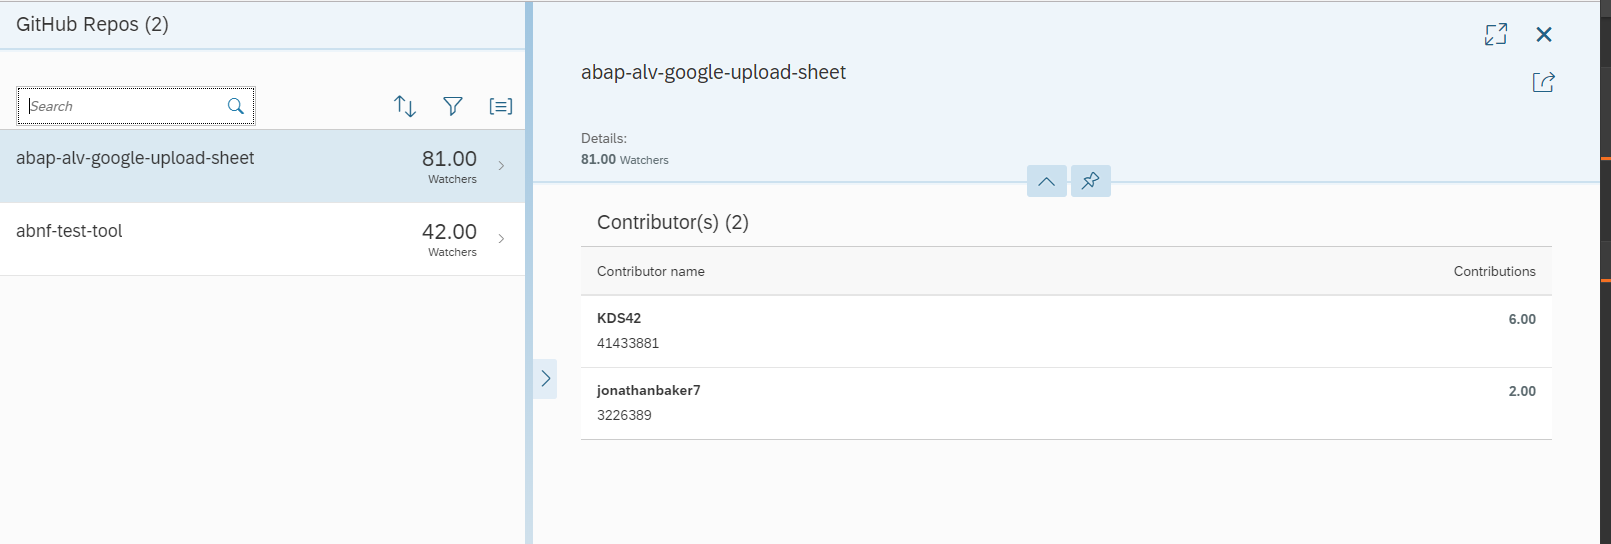 GitHub Repos (2)
Search
abap-alv-google-upload-sheet
81.00
Watchers
abnf-test-tool
42.00
Watchers
abap-alv-google-upload-sheet
Details:
81.00 Watchers
Contributor(s) (2)
Contributor name Contributions
KDS42 6.00
41433881
jonathanbaker7 2.00
3226389